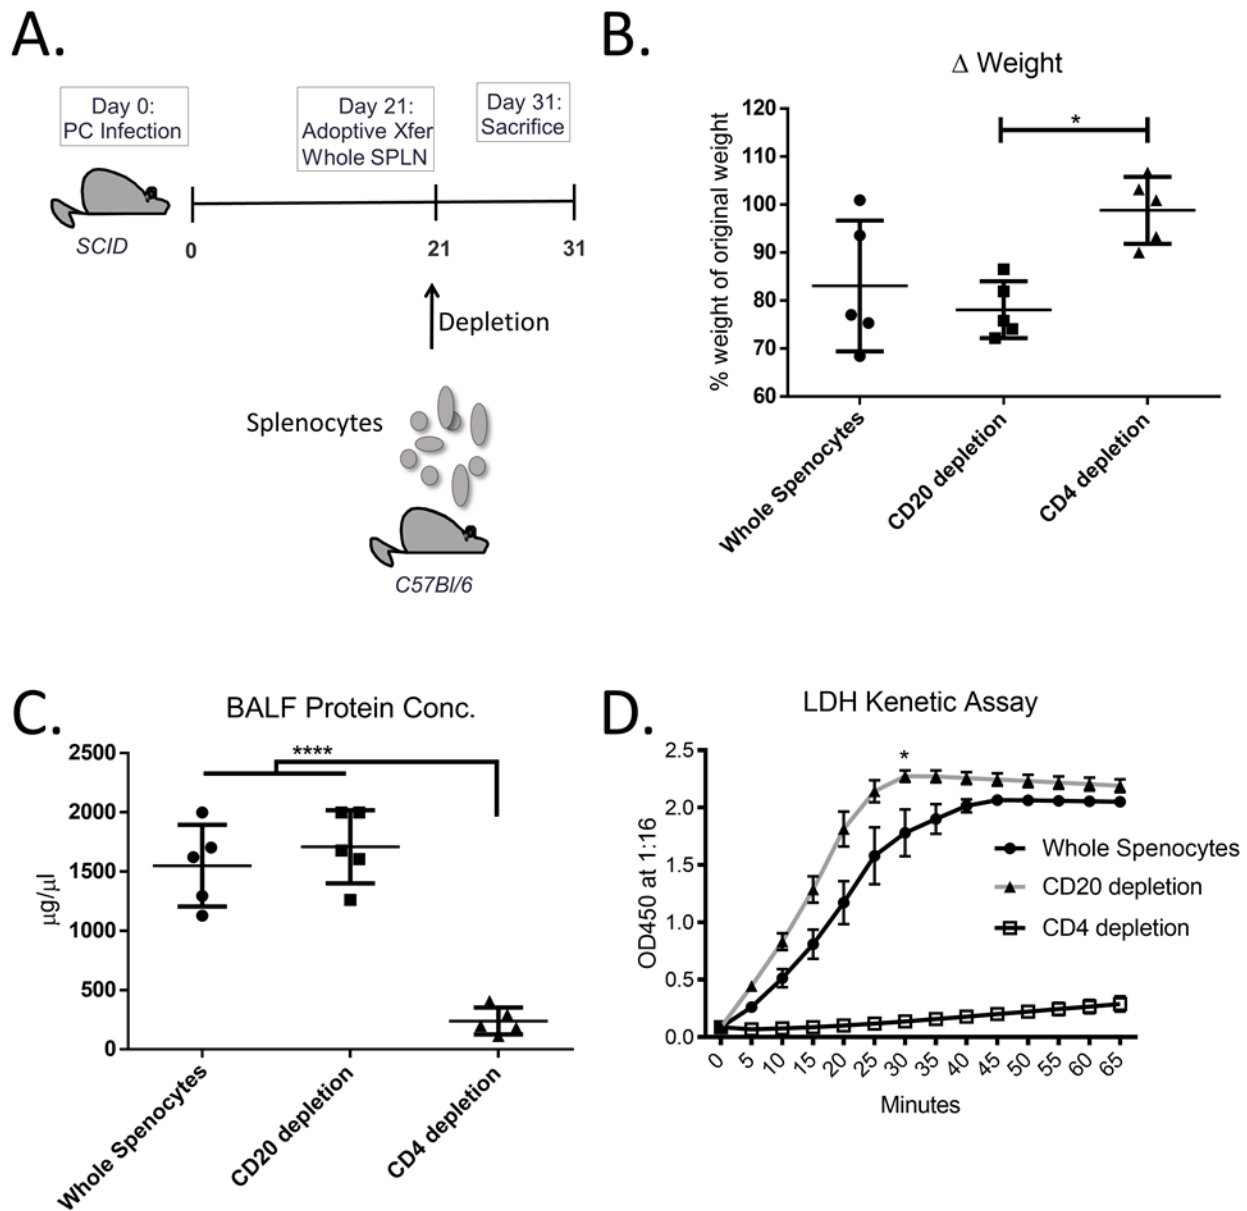 A.
Day 0:
PC Infection
Day 21:
Adoptive Xfer
Whole SPLN
Day 31:
Sacrifice
SCID
0
21
31
Depletion
Splenocytes
C57Bl/6
B.
Δ Weight
% weight of original weight
120
110
100
90
80
70
60
*
Whole Spenocytes
CD20 depletion
CD4 depletion
C.
BALF Protein Conc.
µg/µl
2500
2000
1500
1000
500
0
****
Whole Spenocytes
CD20 depletion
CD4 depletion
D.
LDH Kenetic Assay
OD450 at 1:16
2.5
2.0
1.5
1.0
0.5
0.0
*
Whole Spenocytes
CD20 depletion
CD4 depletion
0 5 10 15 20 25 30 35 40 45 50 55 60 65
Minutes